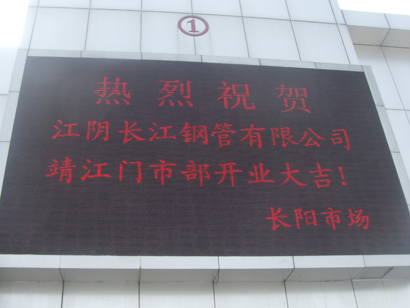 ①
热烈祝贺
江阴长江钢管有限公司
靖江门市部开业大吉！
长阳市场